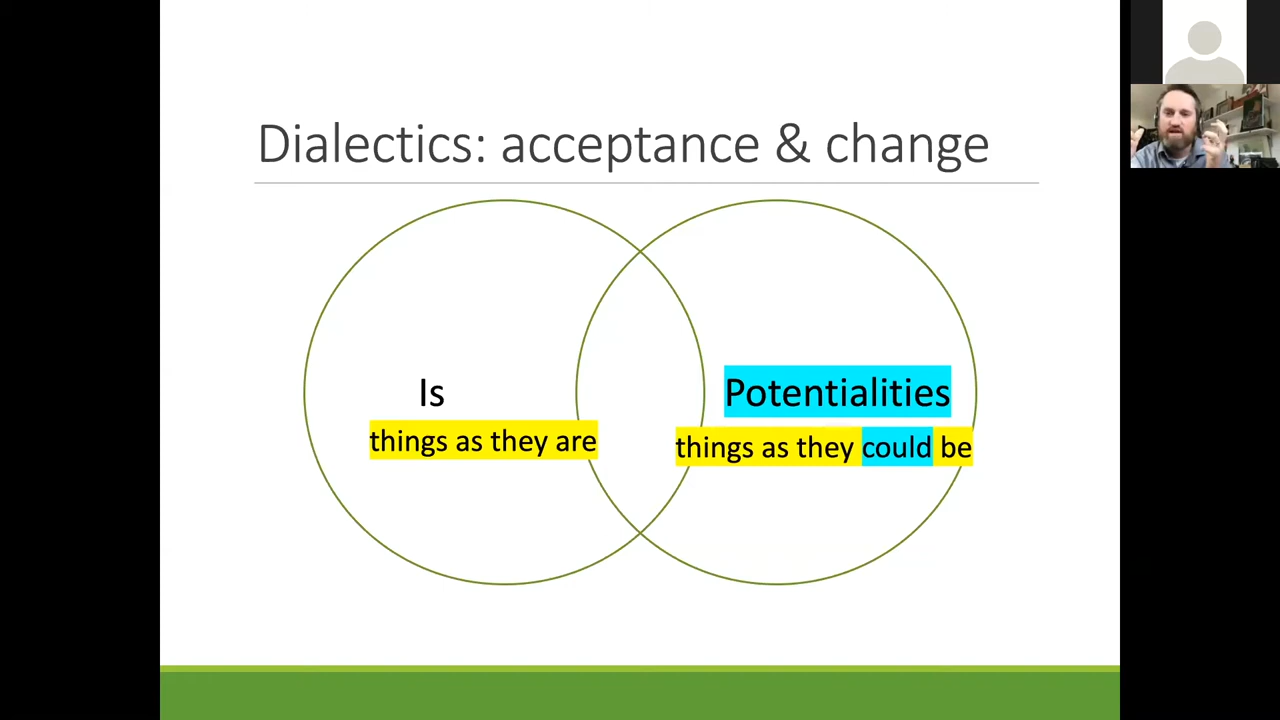 Dialectics: acceptance & change
Is
things as they are
Potentialities
things as they could be